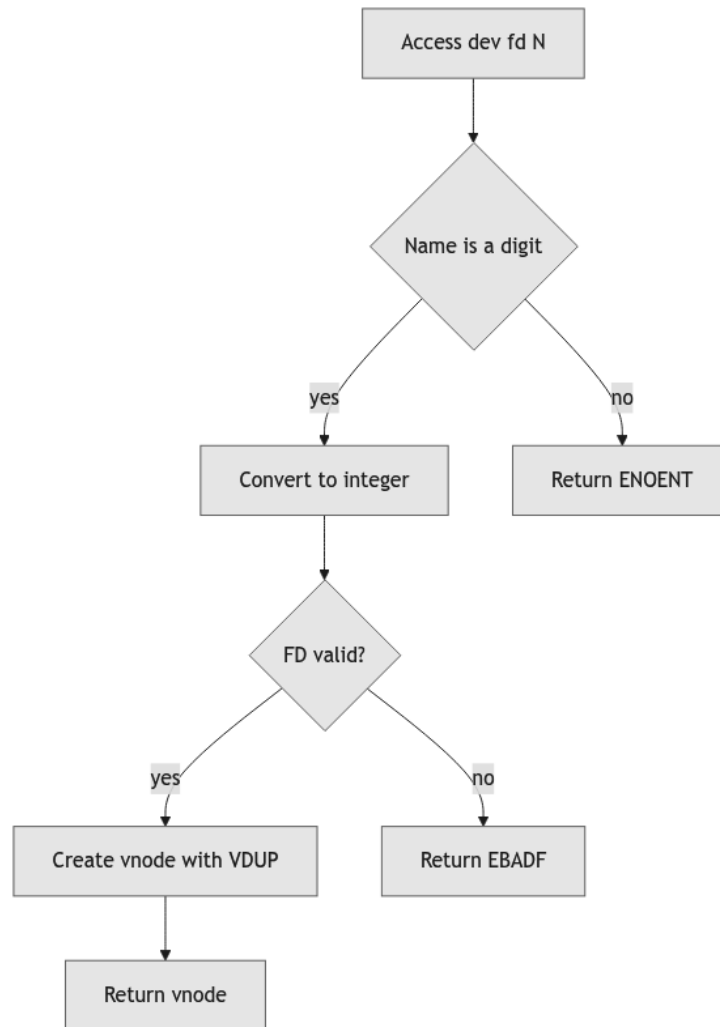 Access dev fd N
Name is a digit
yes
no
Convert to integer
Return ENOENT
FD valid?
yes
no
Create vnode with VDUP
Return EBADF
Return vnode